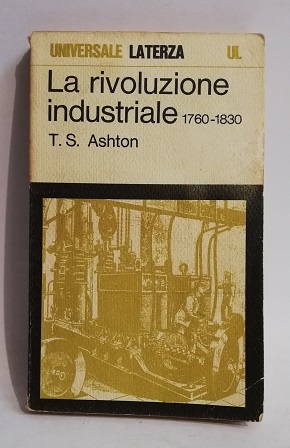 UNIVERSALE LATERZA UL
La rivoluzione
industriale 1760-1830
T. S. Ashton